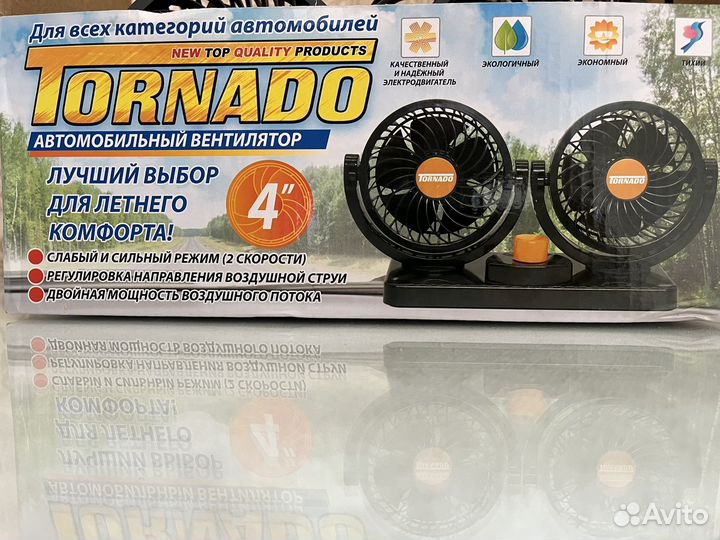 Для всех категорий автомобилей
NEW TOP QUALITY PRODUCTS
TORNADO
АВТОМОБИЛЬНЫЙ ВЕНТИЛЯТОР
ЛУЧШИЙ ВЫБОР
ДЛЯ ЛЕТНЕГО
КОМФОРТА!
4"
СЛАБЫЙ И СИЛЬНЫЙ РЕЖИМ (2 СКОРОСТИ)
РЕГУЛИРОВКА НАПРАВЛЕНИЯ ВОЗДУШНОЙ СТРУИ
ДВОЙНАЯ МОЩНОСТЬ ВОЗДУШНОГО ПОТОКА
КАЧЕСТВЕННЫЙ
И НАДЁЖНЫЙ
ЭЛЕКТРОДВИГАТЕЛЬ
ЭКОЛОГИЧНЫЙ
ЭКОНОМНЫЙ
ТИХИЙ
TORNADO
TORNADO
Avito